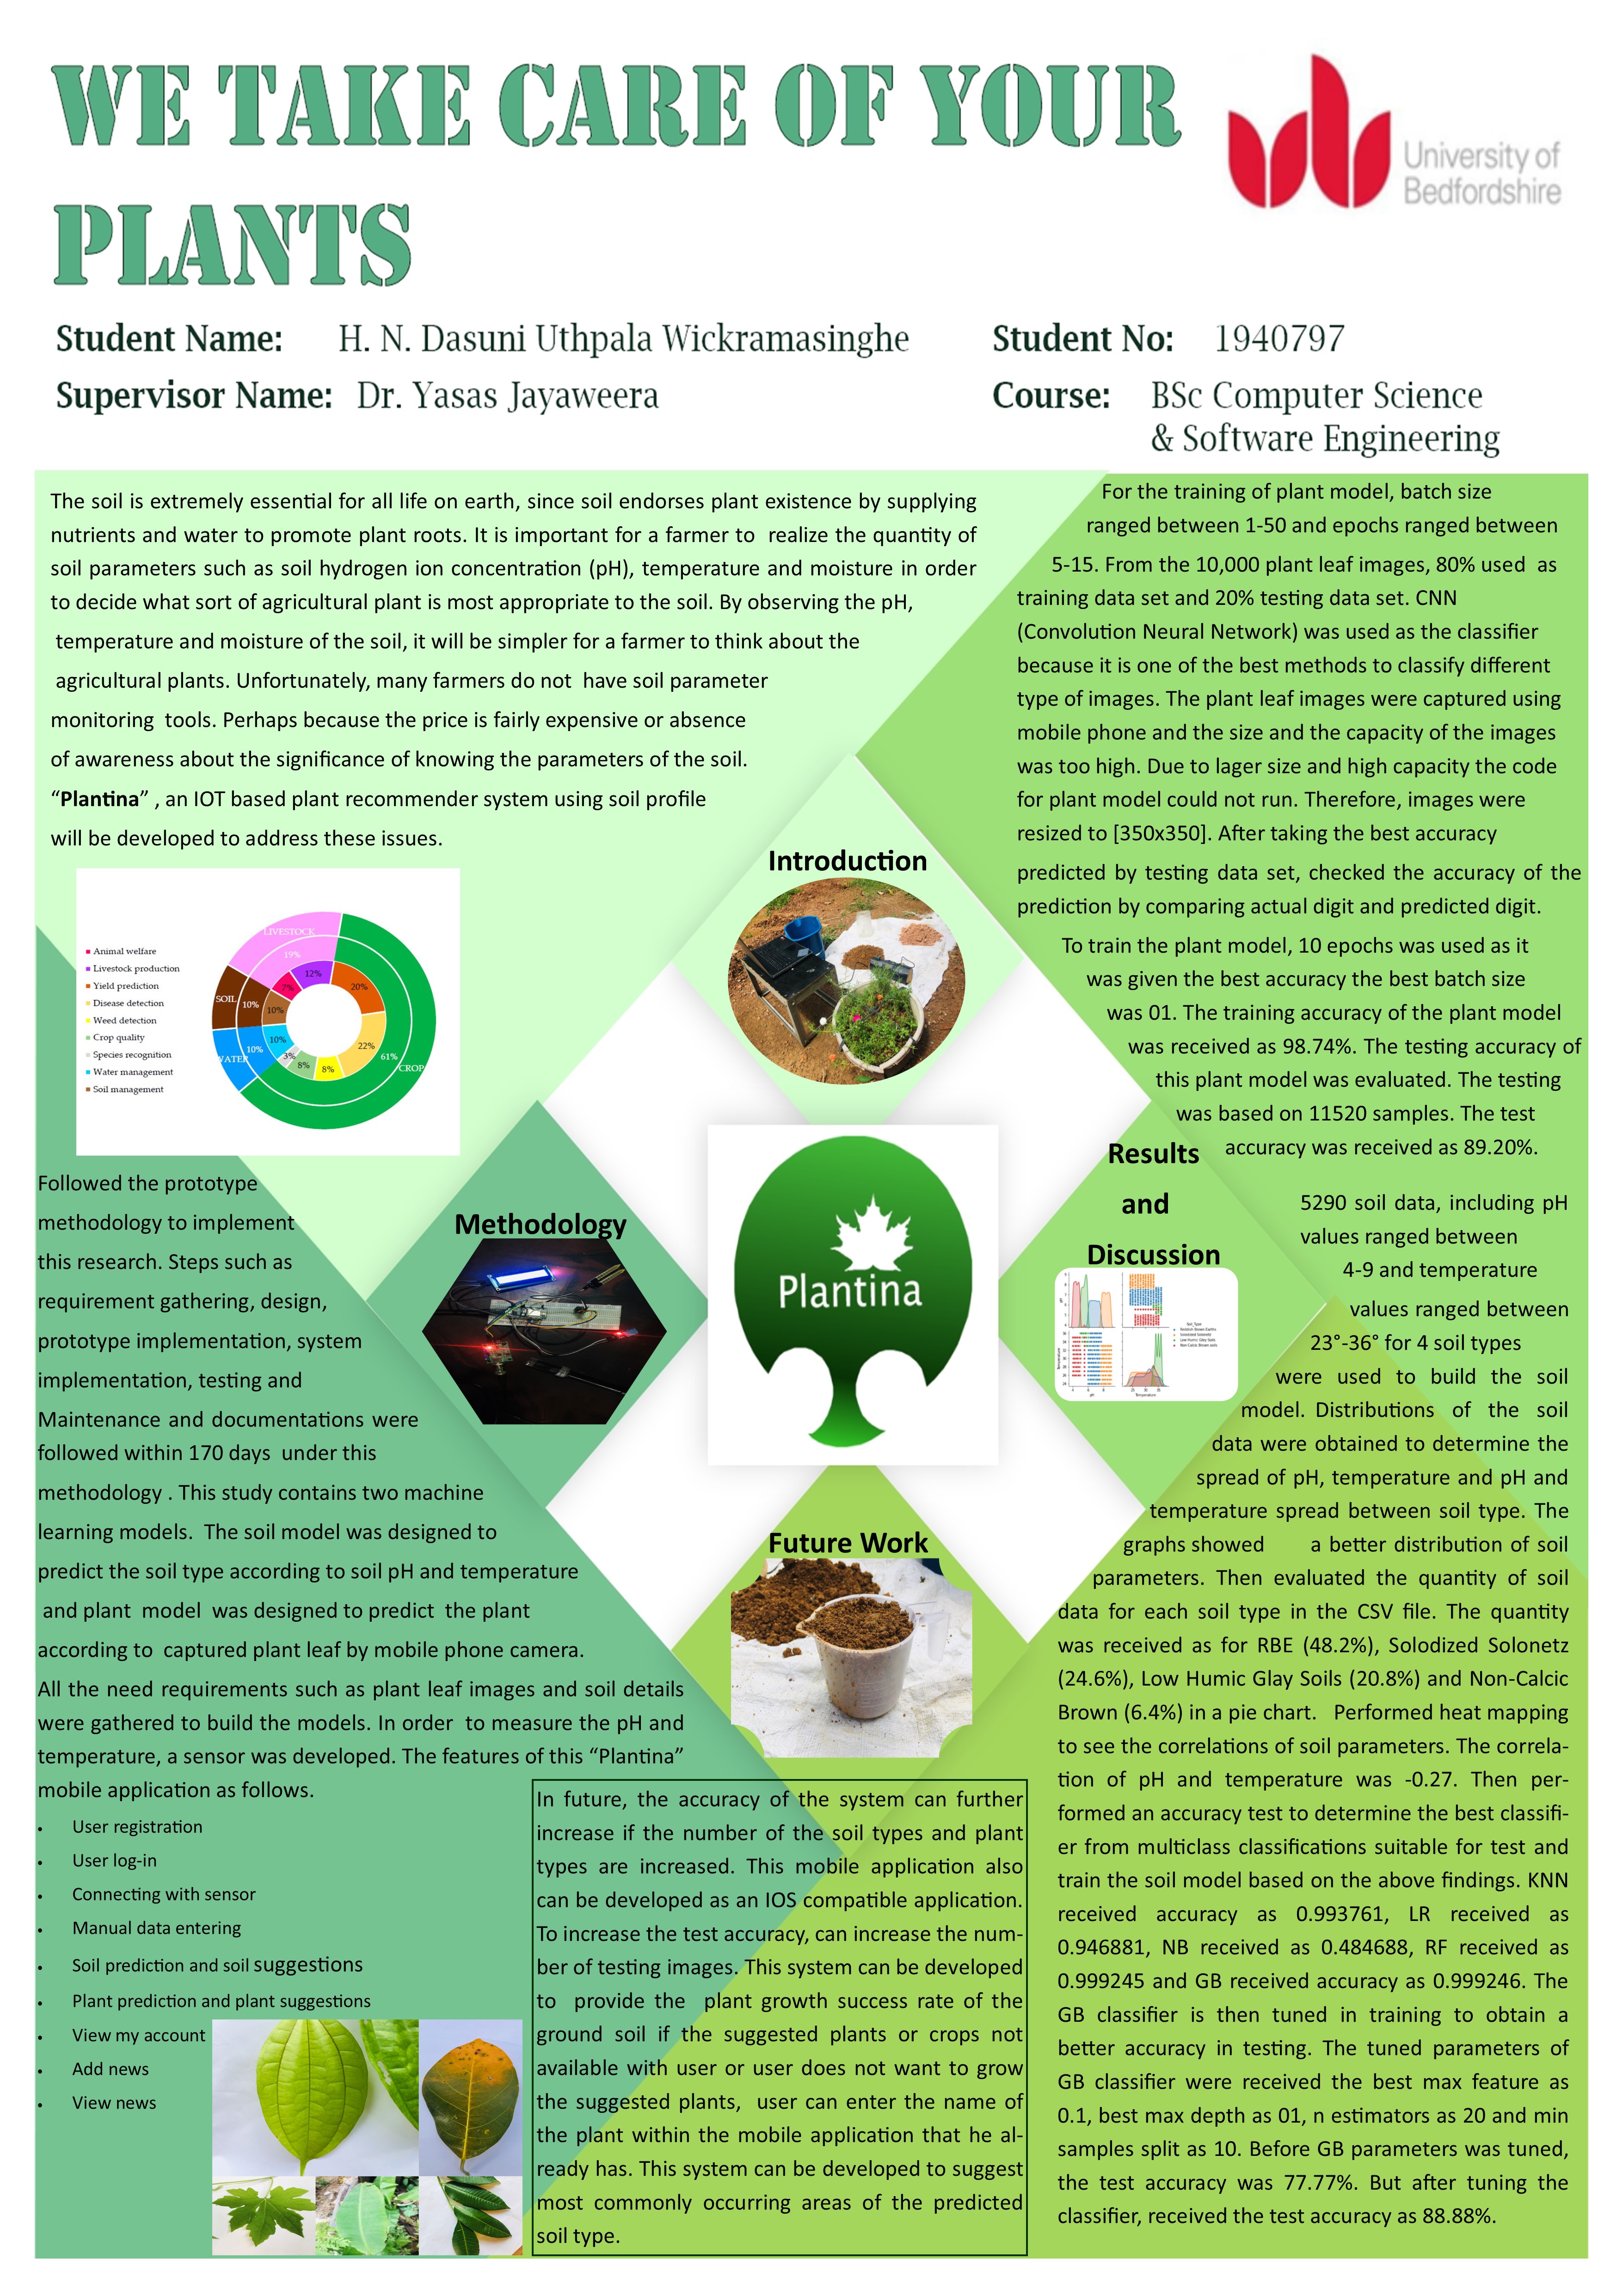 WE TAKE CARE OF YOUR
PLANTS
University of
Bedfordshire
Student Name: H. N. Dasuni Uthpala Wickramasinghe
Student No: 1940797
Supervisor Name: Dr. Yasas Jayaweera
Course: BSc Computer Science
& Software Engineering
The soil is extremely essential for all life on earth, since soil endorses plant existence by supplying
nutrients and water to promote plant roots. It is important for a farmer to realize the quantity of
soil parameters such as soil hydrogen ion concentration (pH), temperature and moisture in order
to decide what sort of agricultural plant is most appropriate to the soil. By observing the pH,
temperature and moisture of the soil, it will be simpler for a farmer to think about the
agricultural plants. Unfortunately, many farmers do not have soil parameter
monitoring tools. Perhaps because the price is fairly expensive or absence
of awareness about the significance of knowing the parameters of the soil.
“Plantina” , an IOT based plant recommender system using soil profile
will be developed to address these issues.
Introduction
Animal welfare
Livestock production
Yield prediction
Disease detection
Weed detection
Crop quality
Species recognition
Water management
Soil management
LIVESTOCK
19%
12%
7%
20%
SOIL
10%
10%
22%
61%
CROP
WATER
10%
10%
3%
8%
8%
Followed the prototype
methodology to implement
this research. Steps such as
requirement gathering, design,
prototype implementation, system
implementation, testing and
Maintenance and documentations were
followed within 170 days under this
methodology . This study contains two machine
learning models. The soil model was designed to
predict the soil type according to soil pH and temperature
and plant model was designed to predict the plant
according to captured plant leaf by mobile phone camera.
All the need requirements such as plant leaf images and soil details
were gathered to build the models. In order to measure the pH and
temperature, a sensor was developed. The features of this “Plantina”
mobile application as follows.
• User registration
• User log-in
• Connecting with sensor
• Manual data entering
• Soil prediction and soil suggestions
• Plant prediction and plant suggestions
• View my account
• Add news
• View news
Methodology
Plantina
Results
and
Discussion
Future Work
In future, the accuracy of the system can further
increase if the number of the soil types and plant
types are increased. This mobile application also
can be developed as an IOS compatible application.
To increase the test accuracy, can increase the num-
ber of testing images. This system can be developed
to provide the plant growth success rate of the
ground soil if the suggested plants or crops not
available with user or user does not want to grow
the suggested plants, user can enter the name of
the plant within the mobile application that he al-
ready has. This system can be developed to suggest
most commonly occurring areas of the predicted
soil type.
For the training of plant model, batch size
ranged between 1-50 and epochs ranged between
5-15. From the 10,000 plant leaf images, 80% used as
training data set and 20% testing data set. CNN
(Convolution Neural Network) was used as the classifier
because it is one of the best methods to classify different
type of images. The plant leaf images were captured using
mobile phone and the size and the capacity of the images
was too high. Due to lager size and high capacity the code
for plant model could not run. Therefore, images were
resized to [350x350]. After taking the best accuracy
predicted by testing data set, checked the accuracy of the
prediction by comparing actual digit and predicted digit.
To train the plant model, 10 epochs was used as it
was given the best accuracy the best batch size
was 01. The training accuracy of the plant model
was received as 98.74%. The testing accuracy of
this plant model was evaluated. The testing
was based on 11520 samples. The test
accuracy was received as 89.20%.
5290 soil data, including pH
values ranged between
4-9 and temperature
values ranged between
23°-36° for 4 soil types
were used to build the soil
model. Distributions of the soil
data were obtained to determine the
spread of pH, temperature and pH and
temperature spread between soil type. The
graphs showed a better distribution of soil
parameters. Then evaluated the quantity of soil
data for each soil type in the CSV file. The quantity
was received as for RBE (48.2%), Solodized Solonetz
(24.6%), Low Humic Glay Soils (20.8%) and Non-Calcic
Brown (6.4%) in a pie chart. Performed heat mapping
to see the correlations of soil parameters. The correla-
tion of pH and temperature was -0.27. Then per-
formed an accuracy test to determine the best classifi-
er from multiclass classifications suitable for test and
train the soil model based on the above findings. KNN
received accuracy as 0.993761, LR received as
0.946881, NB received as 0.484688, RF received as
0.999245 and GB received accuracy as 0.999246. The
GB classifier is then tuned in training to obtain a
better accuracy in testing. The tuned parameters of
GB classifier were received the best max feature as
0.1, best max depth as 01, n estimators as 20 and min
samples split as 10. Before GB parameters was tuned,
the test accuracy was 77.77%. But after tuning the
classifier, received the test accuracy as 88.88%.